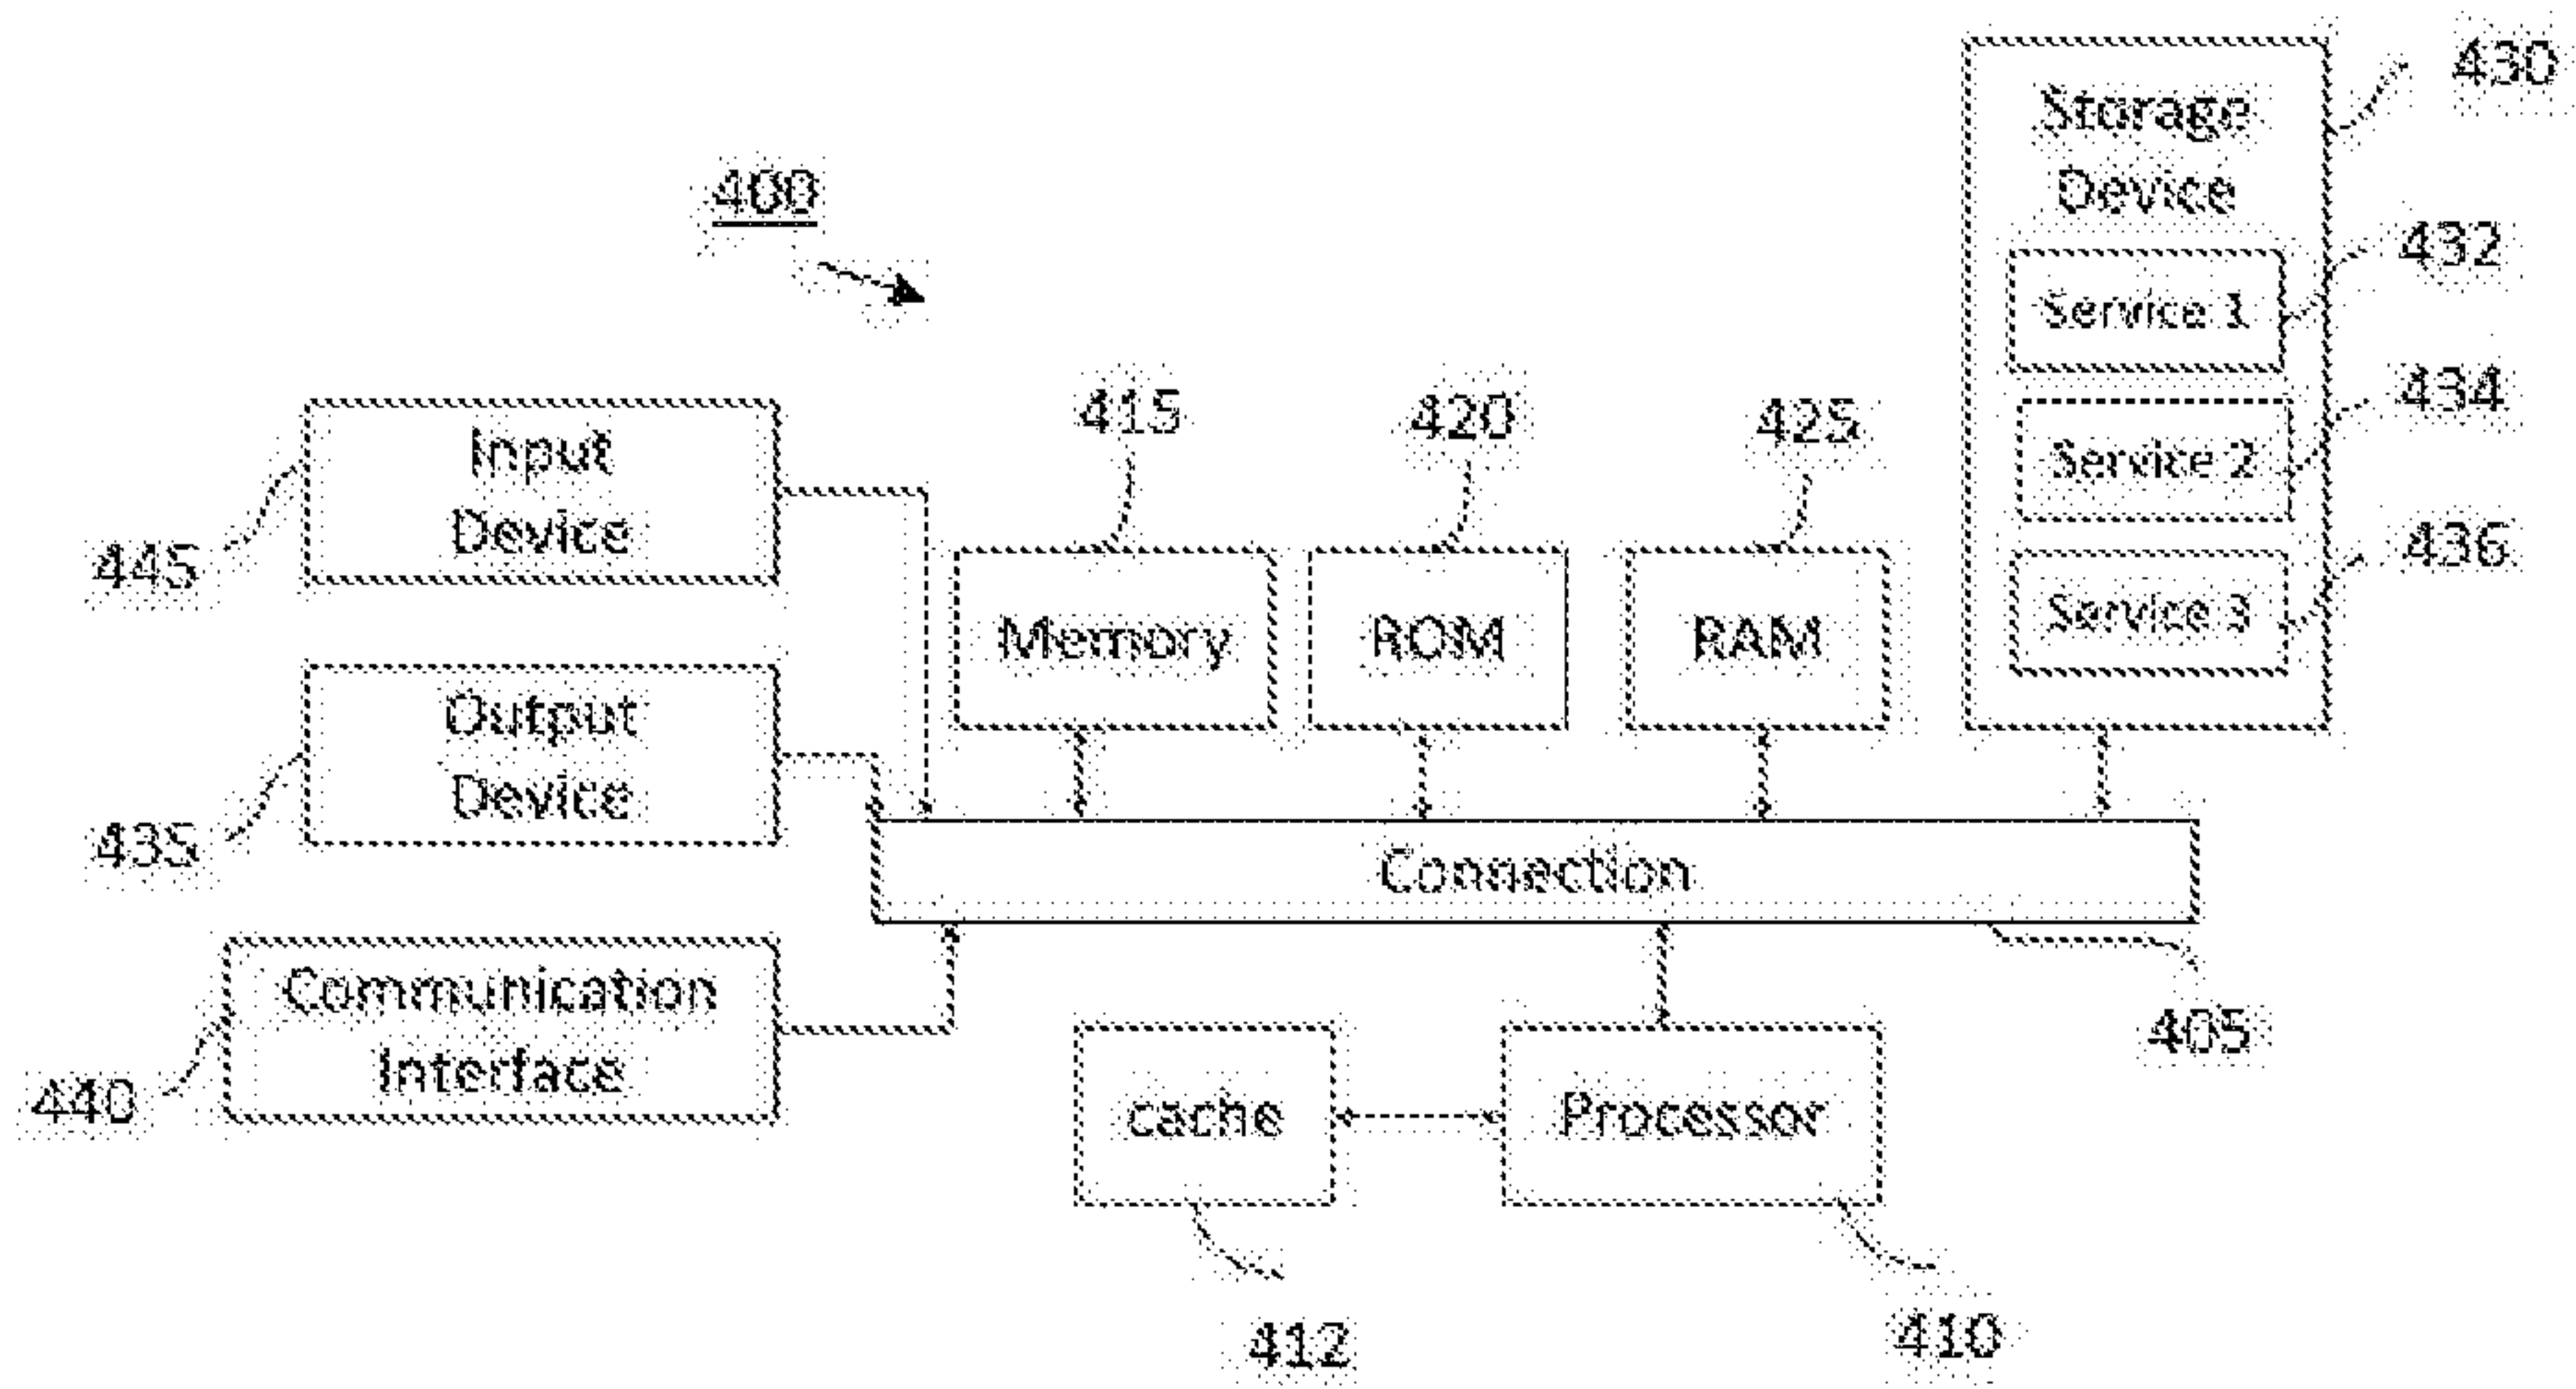 430
Storage
Device
400
432
Service 1
434
415
420
425
Input
Device
Service 2
436
445
Memory
ROM
RAM
Service 3
Output
Device
435
Connection
Communication
Interface
405
440
cache
Processor
412
410